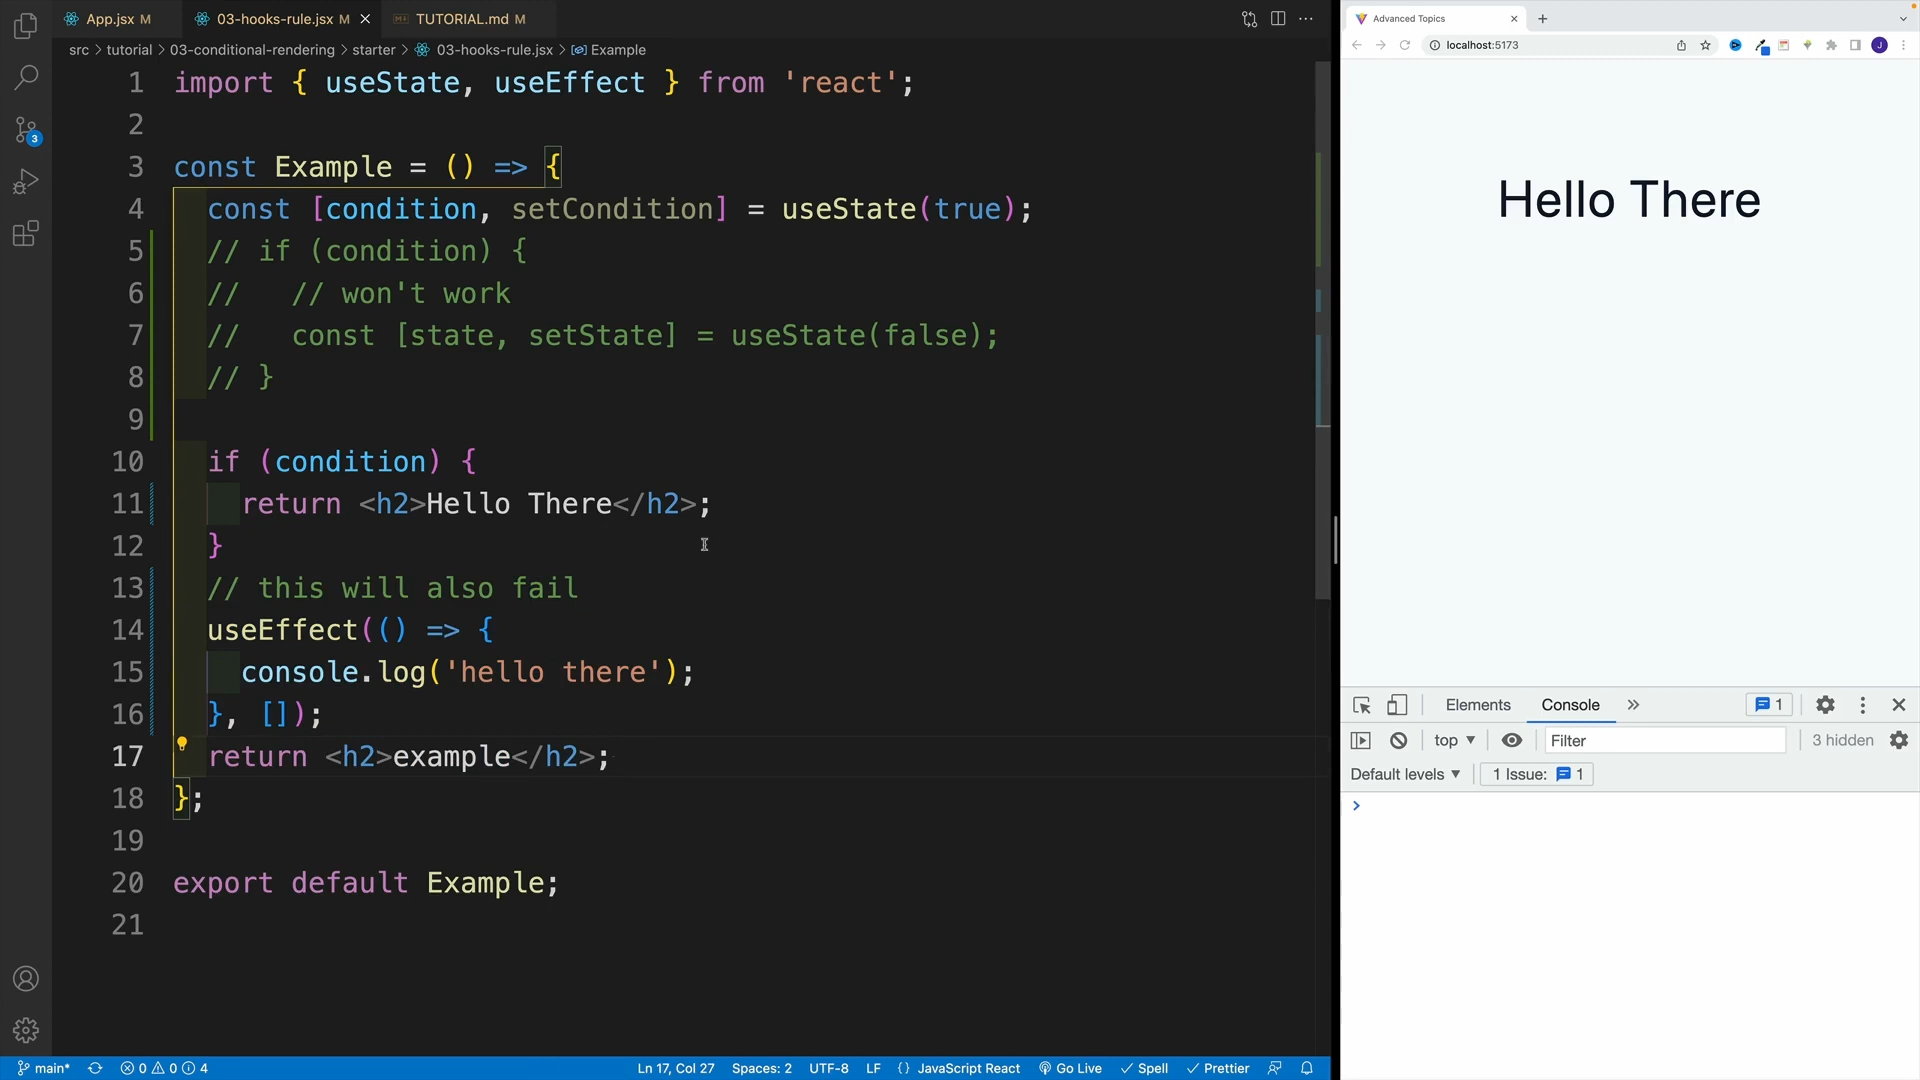 App.jsx M
03-hooks-rule.jsx M
TUTORIAL.md M
src > tutorial > 03-conditional-rendering > starter > 03-hooks-rule.jsx > Example
1 import { useState, useEffect } from 'react';
2
3 const Example = () => {
4 const [condition, setCondition] = useState(true);
5 // if (condition) {
6 //   // won't work
7 //   const [state, setState] = useState(false);
8 // }
9
10 if (condition) {
11 return <h2>Hello There</h2>;
12 }
13 // this will also fail
14 useEffect(() => {
15 console.log('hello there');
16 }, []);
17 return <h2>example</h2>;
18 };
19
20 export default Example;
21
3
main*
0 0 4
Ln 17, Col 27
Spaces: 2
UTF-8
LF
{ } JavaScript React
Go Live
Spell
Prettier
Advanced Topics
localhost:5173
J
Hello There
Elements
Console
1
top
Filter
3 hidden
Default levels
1 Issue: 1